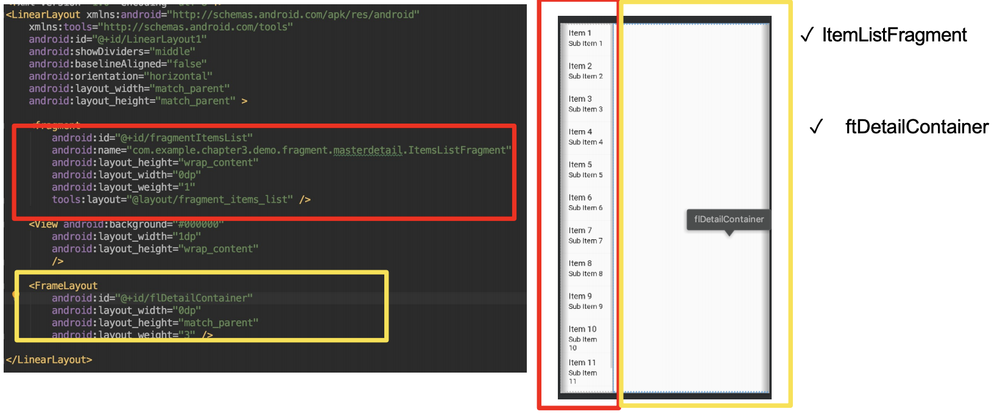 <?xml version="1.0" encoding="utf-8"?>
<LinearLayout xmlns:android="http://schemas.android.com/apk/res/android"
xmlns:tools="http://schemas.android.com/tools"
android:id="@+id/LinearLayout1"
android:showDividers="middle"
android:baselineAligned="false"
android:orientation="horizontal"
android:layout_width="match_parent"
android:layout_height="match_parent" >
<fragment
android:id="@+id/fragmentItemsList"
android:name="com.example.chapter3.demo.fragment.masterdetail.ItemsListFragment"
android:layout_height="wrap_content"
android:layout_width="0dp"
android:layout_weight="1"
tools:layout="@layout/fragment_items_list" />
<View android:background="#000000"
android:layout_width="1dp"
android:layout_height="wrap_content"
/>
<FrameLayout
android:id="@+id/flDetailContainer"
android:layout_width="0dp"
android:layout_height="match_parent"
android:layout_weight="3" />
</LinearLayout>
Item 1
Sub Item 1
Item 2
Sub Item 2
Item 3
Sub Item 3
Item 4
Sub Item 4
Item 5
Sub Item 5
Item 6
Sub Item 6
Item 7
Sub Item 7
Item 8
Sub Item 8
Item 9
Sub Item 9
Item 10
Sub Item
10
Item 11
Sub Item
11
flDetailContainer
✓ ItemListFragment
✓ ftDetailContainer